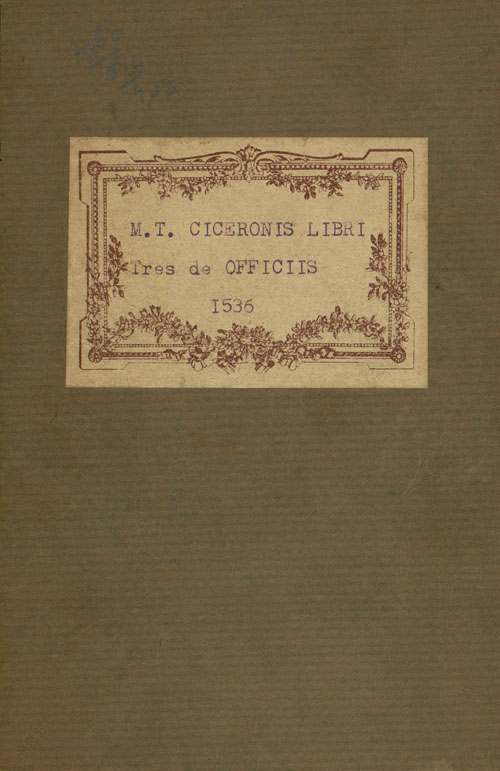 M.T. CICERONIS LIBRI
Tres de OFFICIIS
1536